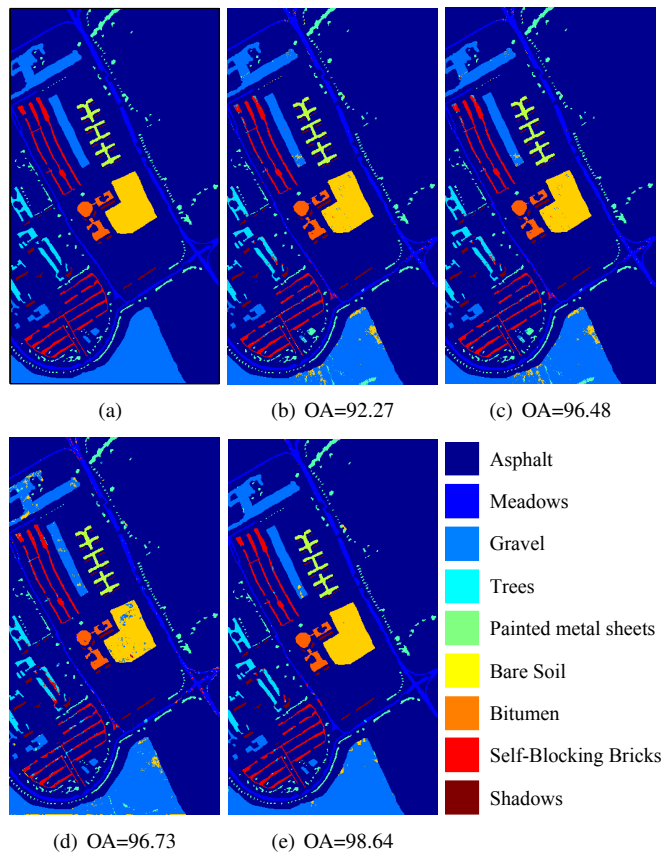 (a)
(b) OA=92.27
(c) OA=96.48
Asphalt
Meadows
Gravel
Trees
Painted metal sheets
Bare Soil
Bitumen
Self-Blocking Bricks
Shadows
(d) OA=96.73
(e) OA=98.64